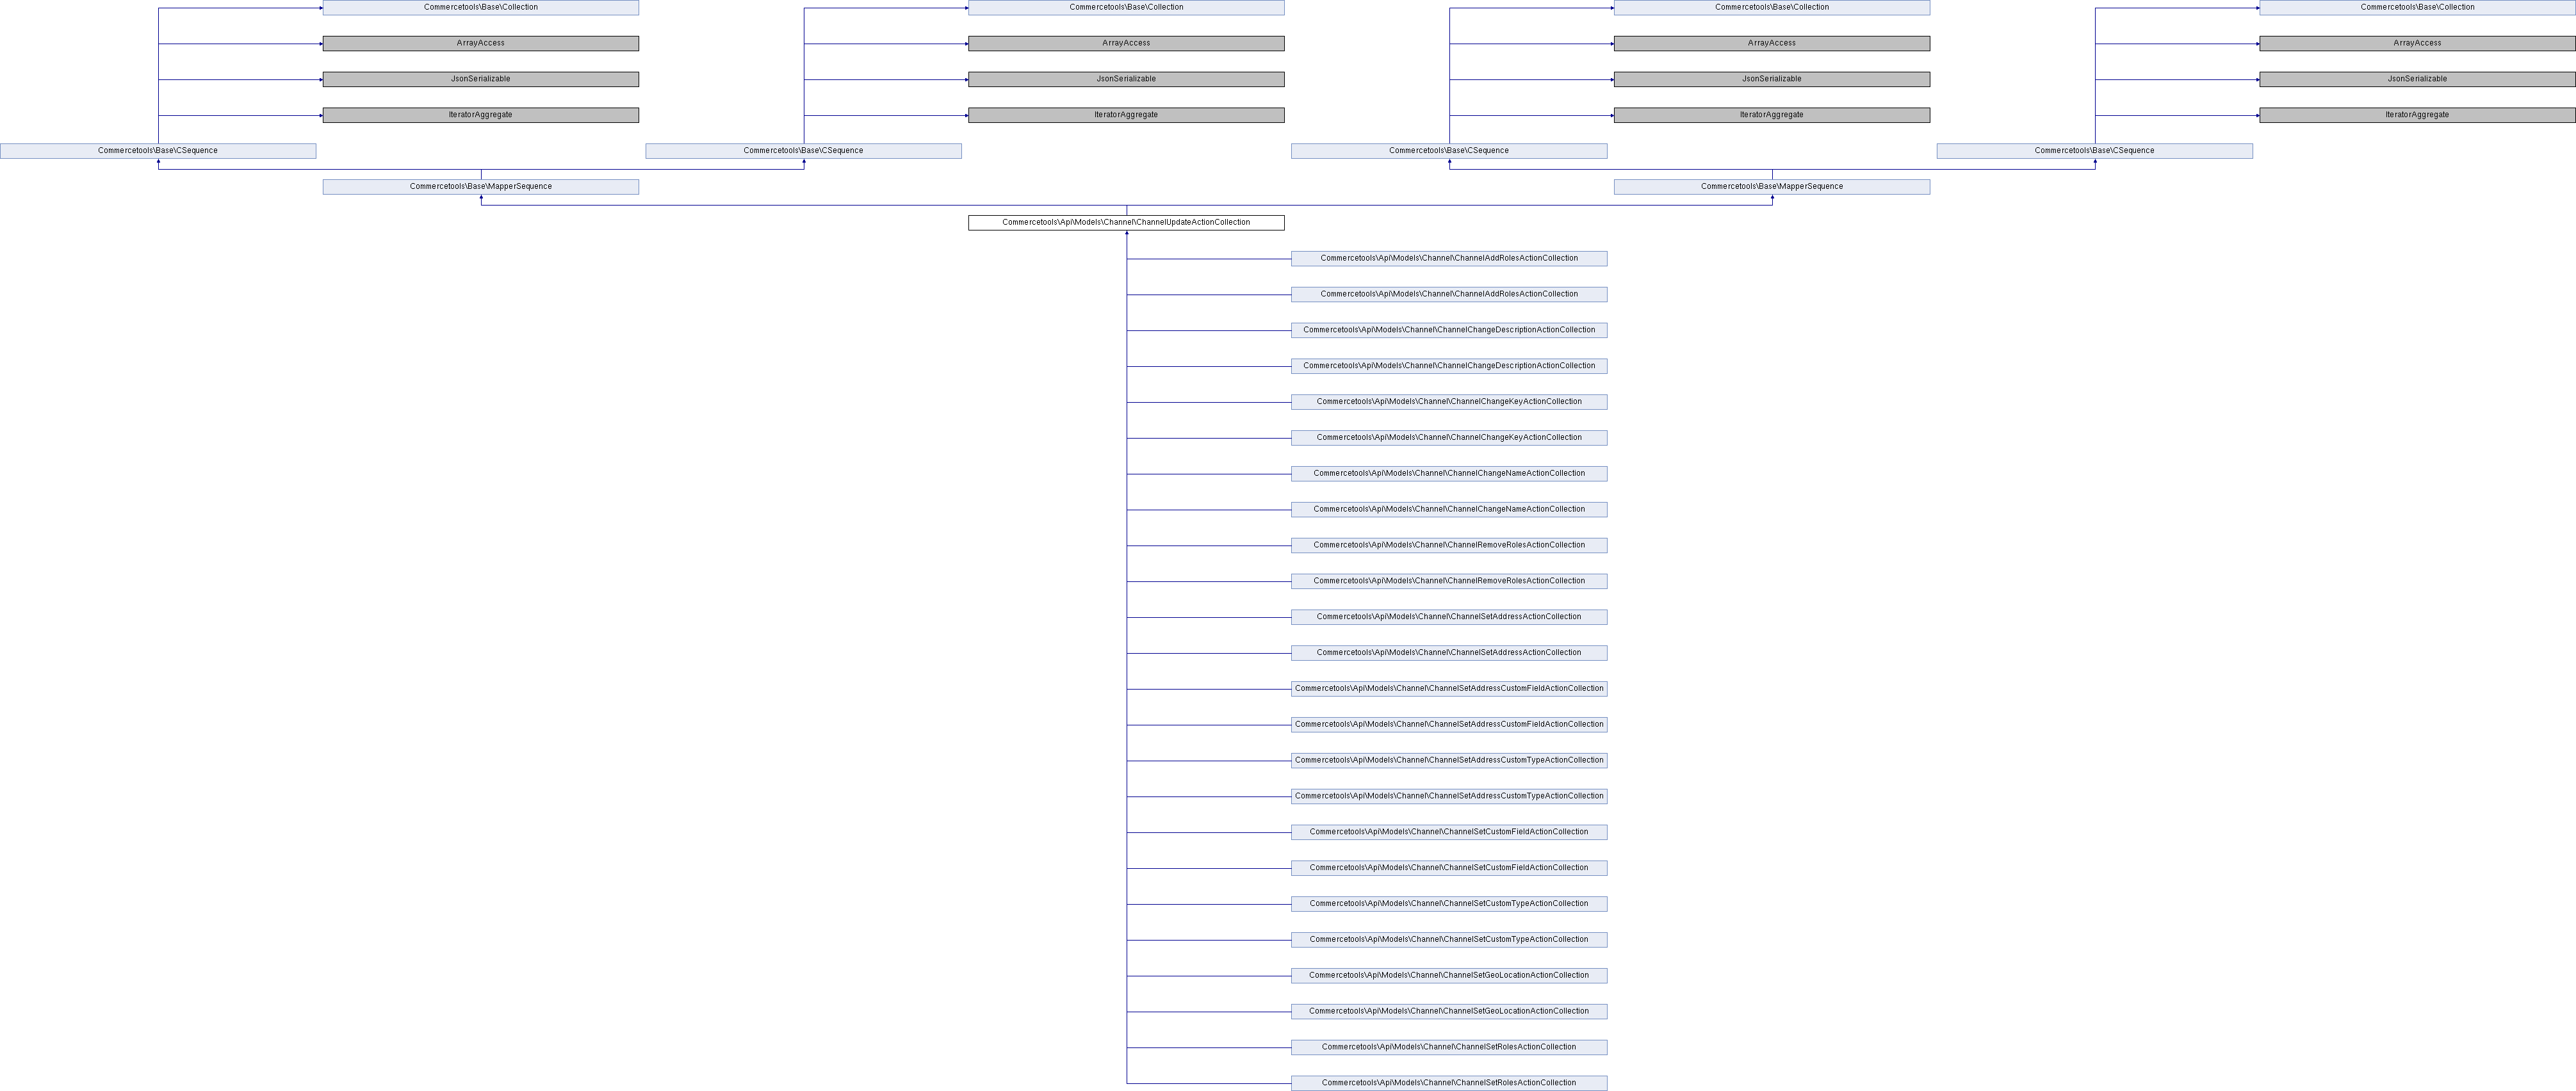 Commercetools\Base\Collection
Commercetools\Base\Collection
Commercetools\Base\Collection
Commercetools\Base\Collection
ArrayAccess
ArrayAccess
ArrayAccess
ArrayAccess
JsonSerializable
JsonSerializable
JsonSerializable
JsonSerializable
IteratorAggregate
IteratorAggregate
IteratorAggregate
IteratorAggregate
Commercetools\Base\CSequence
Commercetools\Base\CSequence
Commercetools\Base\CSequence
Commercetools\Base\CSequence
Commercetools\Base\MapperSequence
Commercetools\Base\MapperSequence
Commercetools\Api\Models\Channel\ChannelUpdateActionCollection
Commercetools\Api\Models\Channel\ChannelAddRolesActionCollection
Commercetools\Api\Models\Channel\ChannelAddRolesActionCollection
Commercetools\Api\Models\Channel\ChannelChangeDescriptionActionCollection
Commercetools\Api\Models\Channel\ChannelChangeDescriptionActionCollection
Commercetools\Api\Models\Channel\ChannelChangeKeyActionCollection
Commercetools\Api\Models\Channel\ChannelChangeKeyActionCollection
Commercetools\Api\Models\Channel\ChannelChangeNameActionCollection
Commercetools\Api\Models\Channel\ChannelChangeNameActionCollection
Commercetools\Api\Models\Channel\ChannelRemoveRolesActionCollection
Commercetools\Api\Models\Channel\ChannelRemoveRolesActionCollection
Commercetools\Api\Models\Channel\ChannelSetAddressActionCollection
Commercetools\Api\Models\Channel\ChannelSetAddressActionCollection
Commercetools\Api\Models\Channel\ChannelSetAddressCustomFieldActionCollection
Commercetools\Api\Models\Channel\ChannelSetAddressCustomFieldActionCollection
Commercetools\Api\Models\Channel\ChannelSetAddressCustomTypeActionCollection
Commercetools\Api\Models\Channel\ChannelSetAddressCustomTypeActionCollection
Commercetools\Api\Models\Channel\ChannelSetCustomFieldActionCollection
Commercetools\Api\Models\Channel\ChannelSetCustomFieldActionCollection
Commercetools\Api\Models\Channel\ChannelSetCustomTypeActionCollection
Commercetools\Api\Models\Channel\ChannelSetCustomTypeActionCollection
Commercetools\Api\Models\Channel\ChannelSetGeoLocationActionCollection
Commercetools\Api\Models\Channel\ChannelSetGeoLocationActionCollection
Commercetools\Api\Models\Channel\ChannelSetRolesActionCollection
Commercetools\Api\Models\Channel\ChannelSetRolesActionCollection